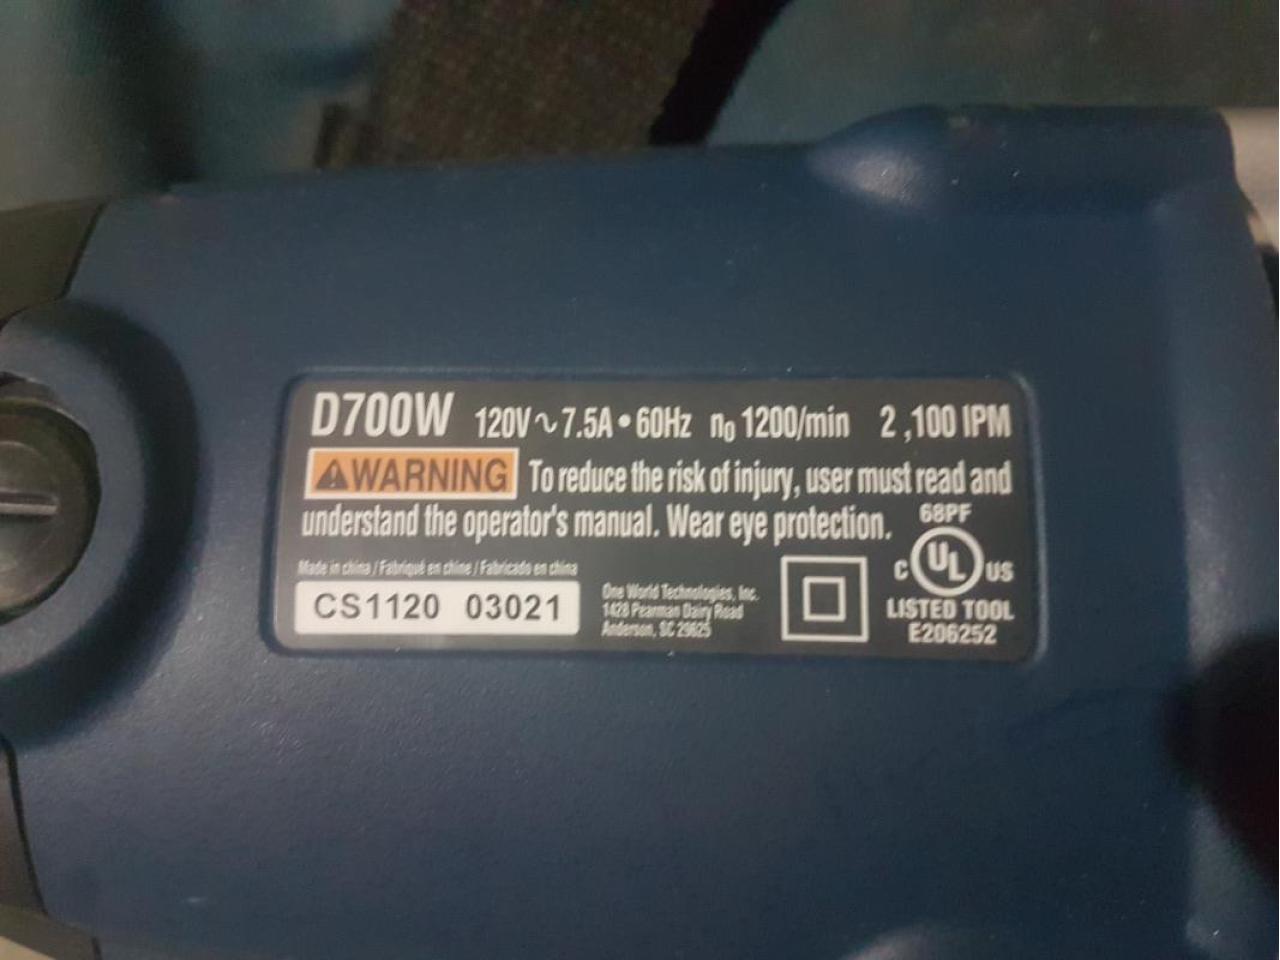 D700W 120V ~ 7.5A • 60Hz n₀ 1200/min 2 ,100 IPM
⚠WARNING To reduce the risk of injury, user must read and
understand the operator's manual. Wear eye protection.
Made in china / Fabriqué en chine / Fabricado en china
CS1120 03021
One World Technologies, Inc.
1428 Pearman Dairy Road
Anderson, SC 29625
68PF
C UL US
LISTED TOOL
E206252